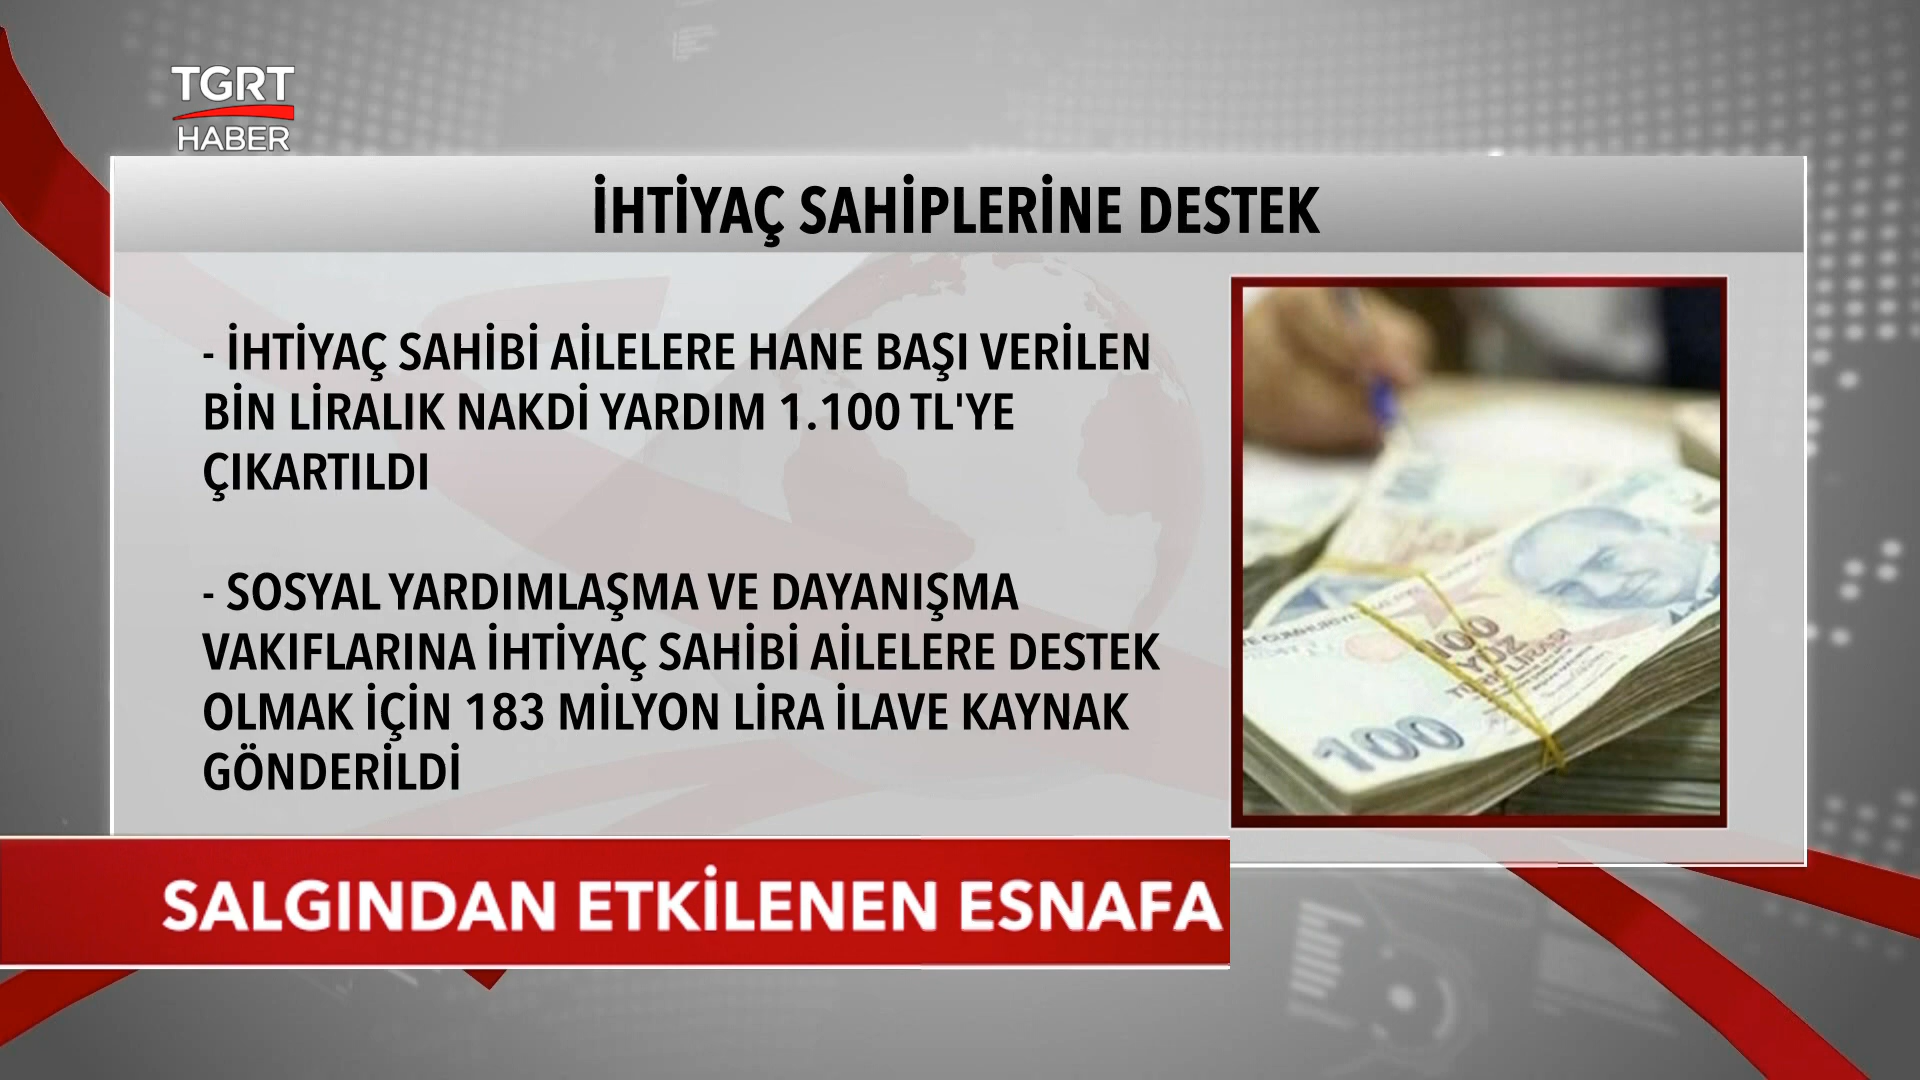 TGRT
HABER
İHTİYAÇ SAHİPLERİNE DESTEK
- İHTİYAÇ SAHİBİ AİLELERE HANE BAŞI VERİLEN
BİN LİRALIK NAKDİ YARDIM 1.100 TL'YE
ÇIKARTILDI
- SOSYAL YARDIMLAŞMA VE DAYANIŞMA
VAKIFLARINA İHTİYAÇ SAHİBİ AİLELERE DESTEK
OLMAK İÇİN 183 MİLYON LİRA İLAVE KAYNAK
GÖNDERİLDİ
100
YÜZ
100
SALGINDAN ETKİLENEN ESNAFA